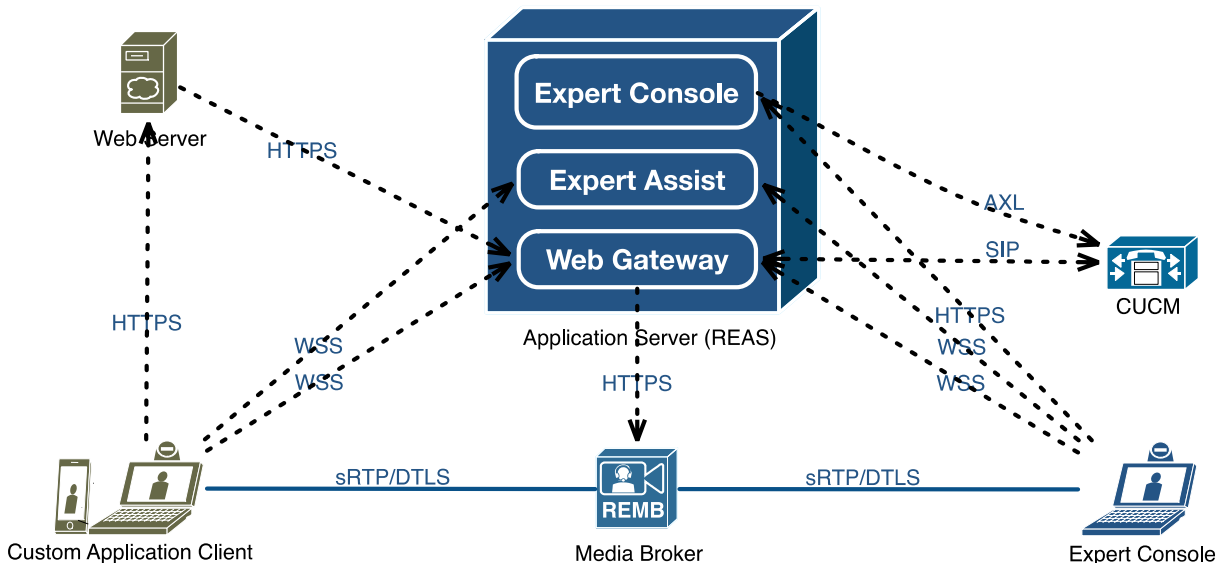 Expert Console
Web Server
HTTPS
Expert Assist
AXL
Web Gateway
SIP
CUCM
HTTPS
Application Server (REAS)
HTTPS
WSS
WSS
WSS
WSS
HTTPS
sRTP/DTLS
sRTP/DTLS
REMB
Custom Application Client
Media Broker
Expert Console